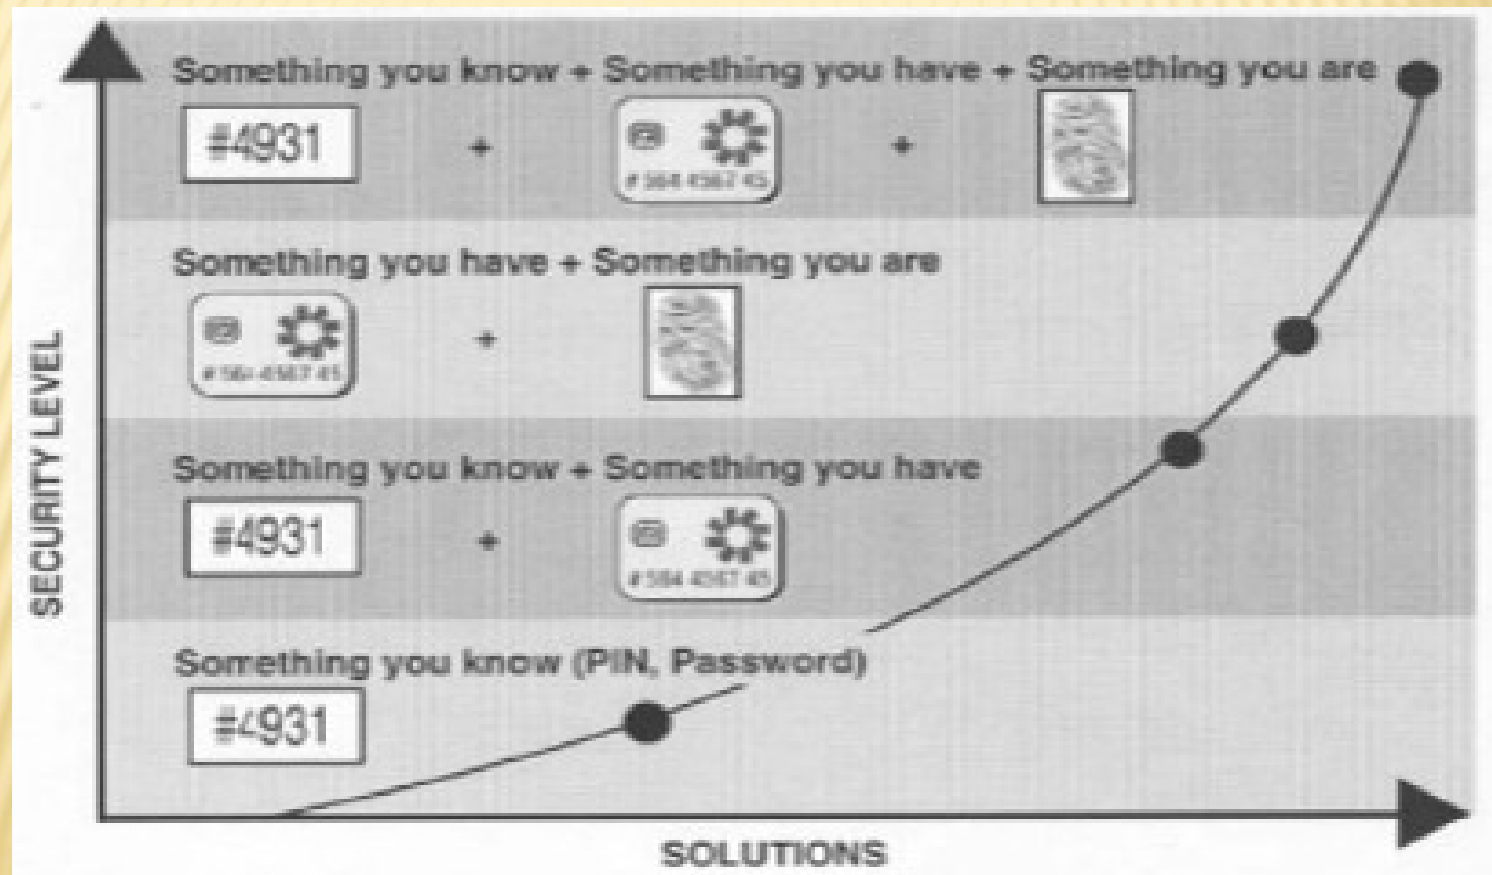 Something you know + Something you have + Something you are
#4931
+
+
Something you have + Something you are
+
Something you know + Something you have
#4931
+
Something you know (PIN, Password)
#4931
SECURITY LEVEL
SOLUTIONS